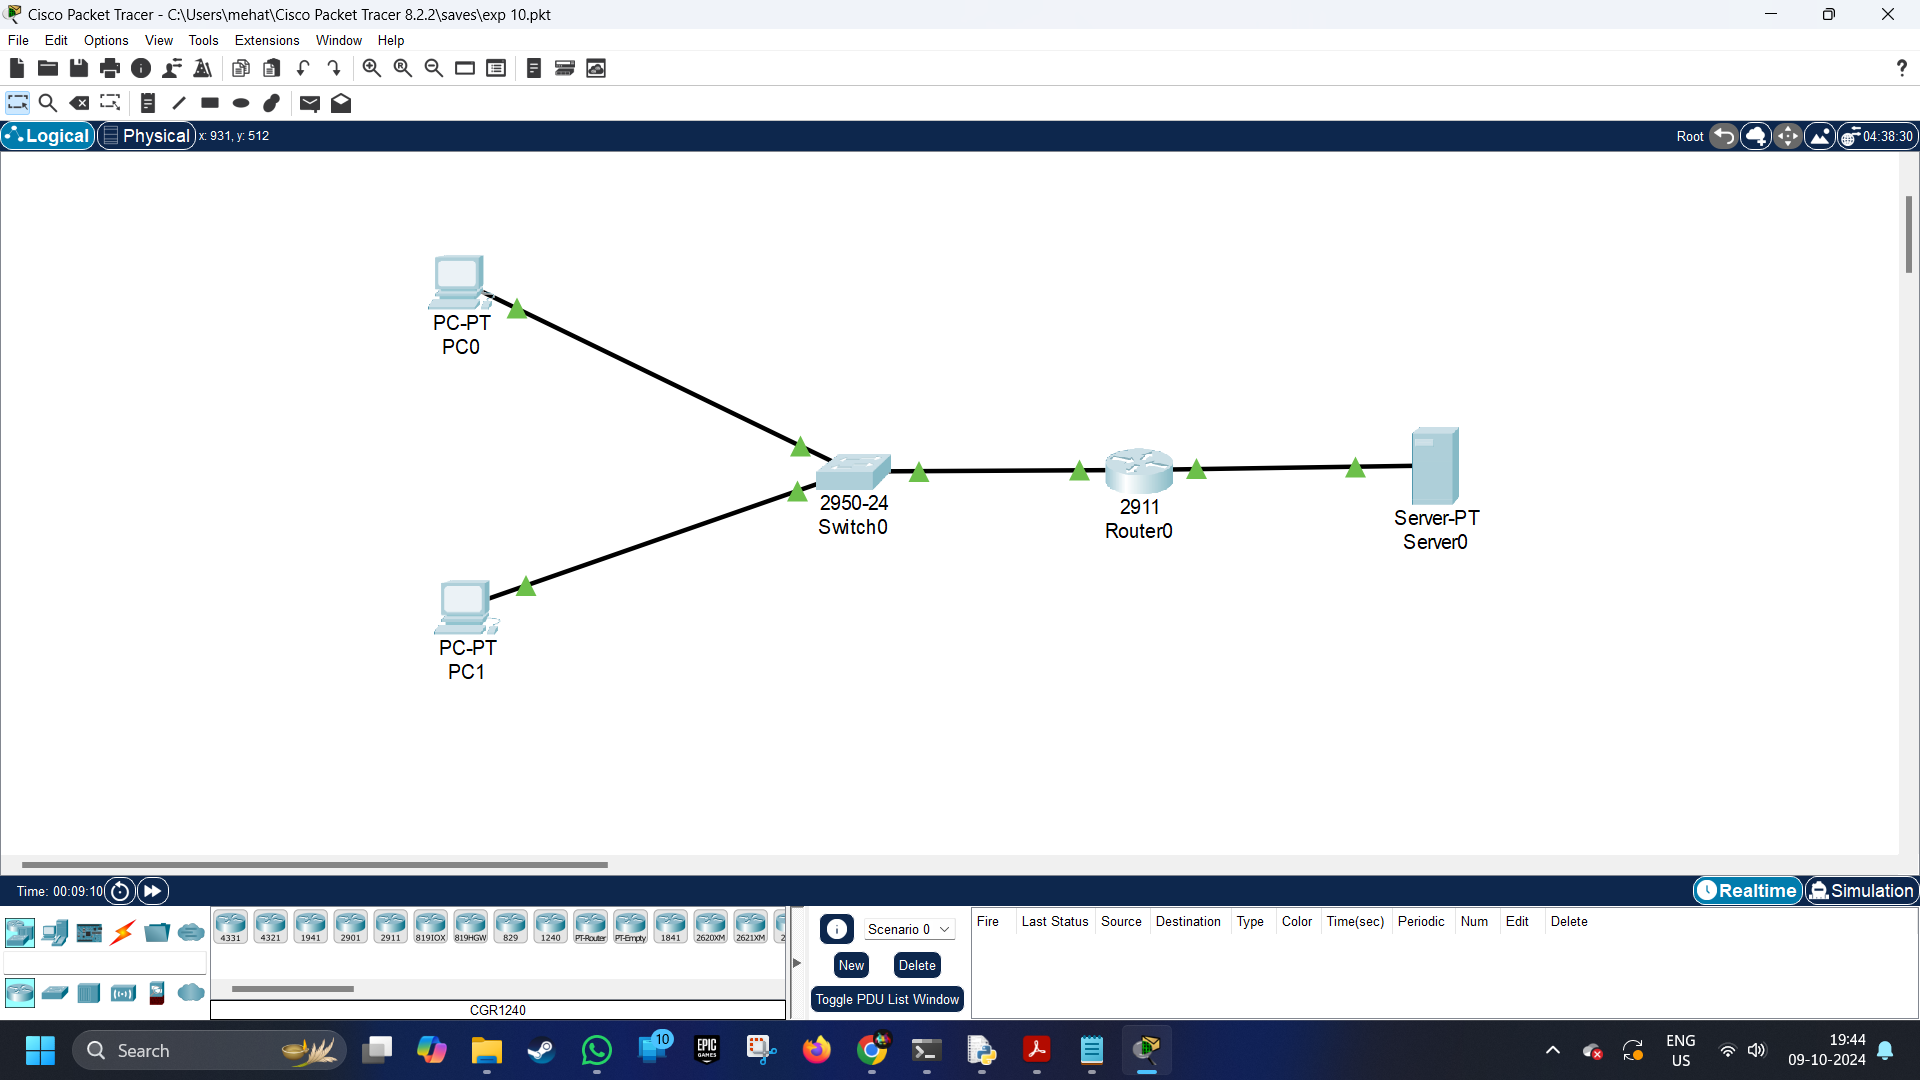 Cisco Packet Tracer - C:\Users\mehat\Cisco Packet Tracer 8.2.2\saves\exp 10.pkt
File Edit Options View Tools Extensions Window Help
?
Logical Physical x: 931, y: 512 Root 04:38:30
PC-PT
PC0
2950-24
Switch0
2911
Router0
Server-PT
Server0
PC-PT
PC1
Time: 00:09:10 Realtime Simulation
4331 4321 1941 2901 2911 819IOX 819HGW 829 1240 PT-Router PT-Empty 1841 2620XM 2621XM 2
CGR1240
Scenario 0
New Delete
Toggle PDU List Window
Fire Last Status Source Destination Type Color Time(sec) Periodic Num Edit Delete
Search
10
EPIC
GAMES
ENG
US
19:44
09-10-2024